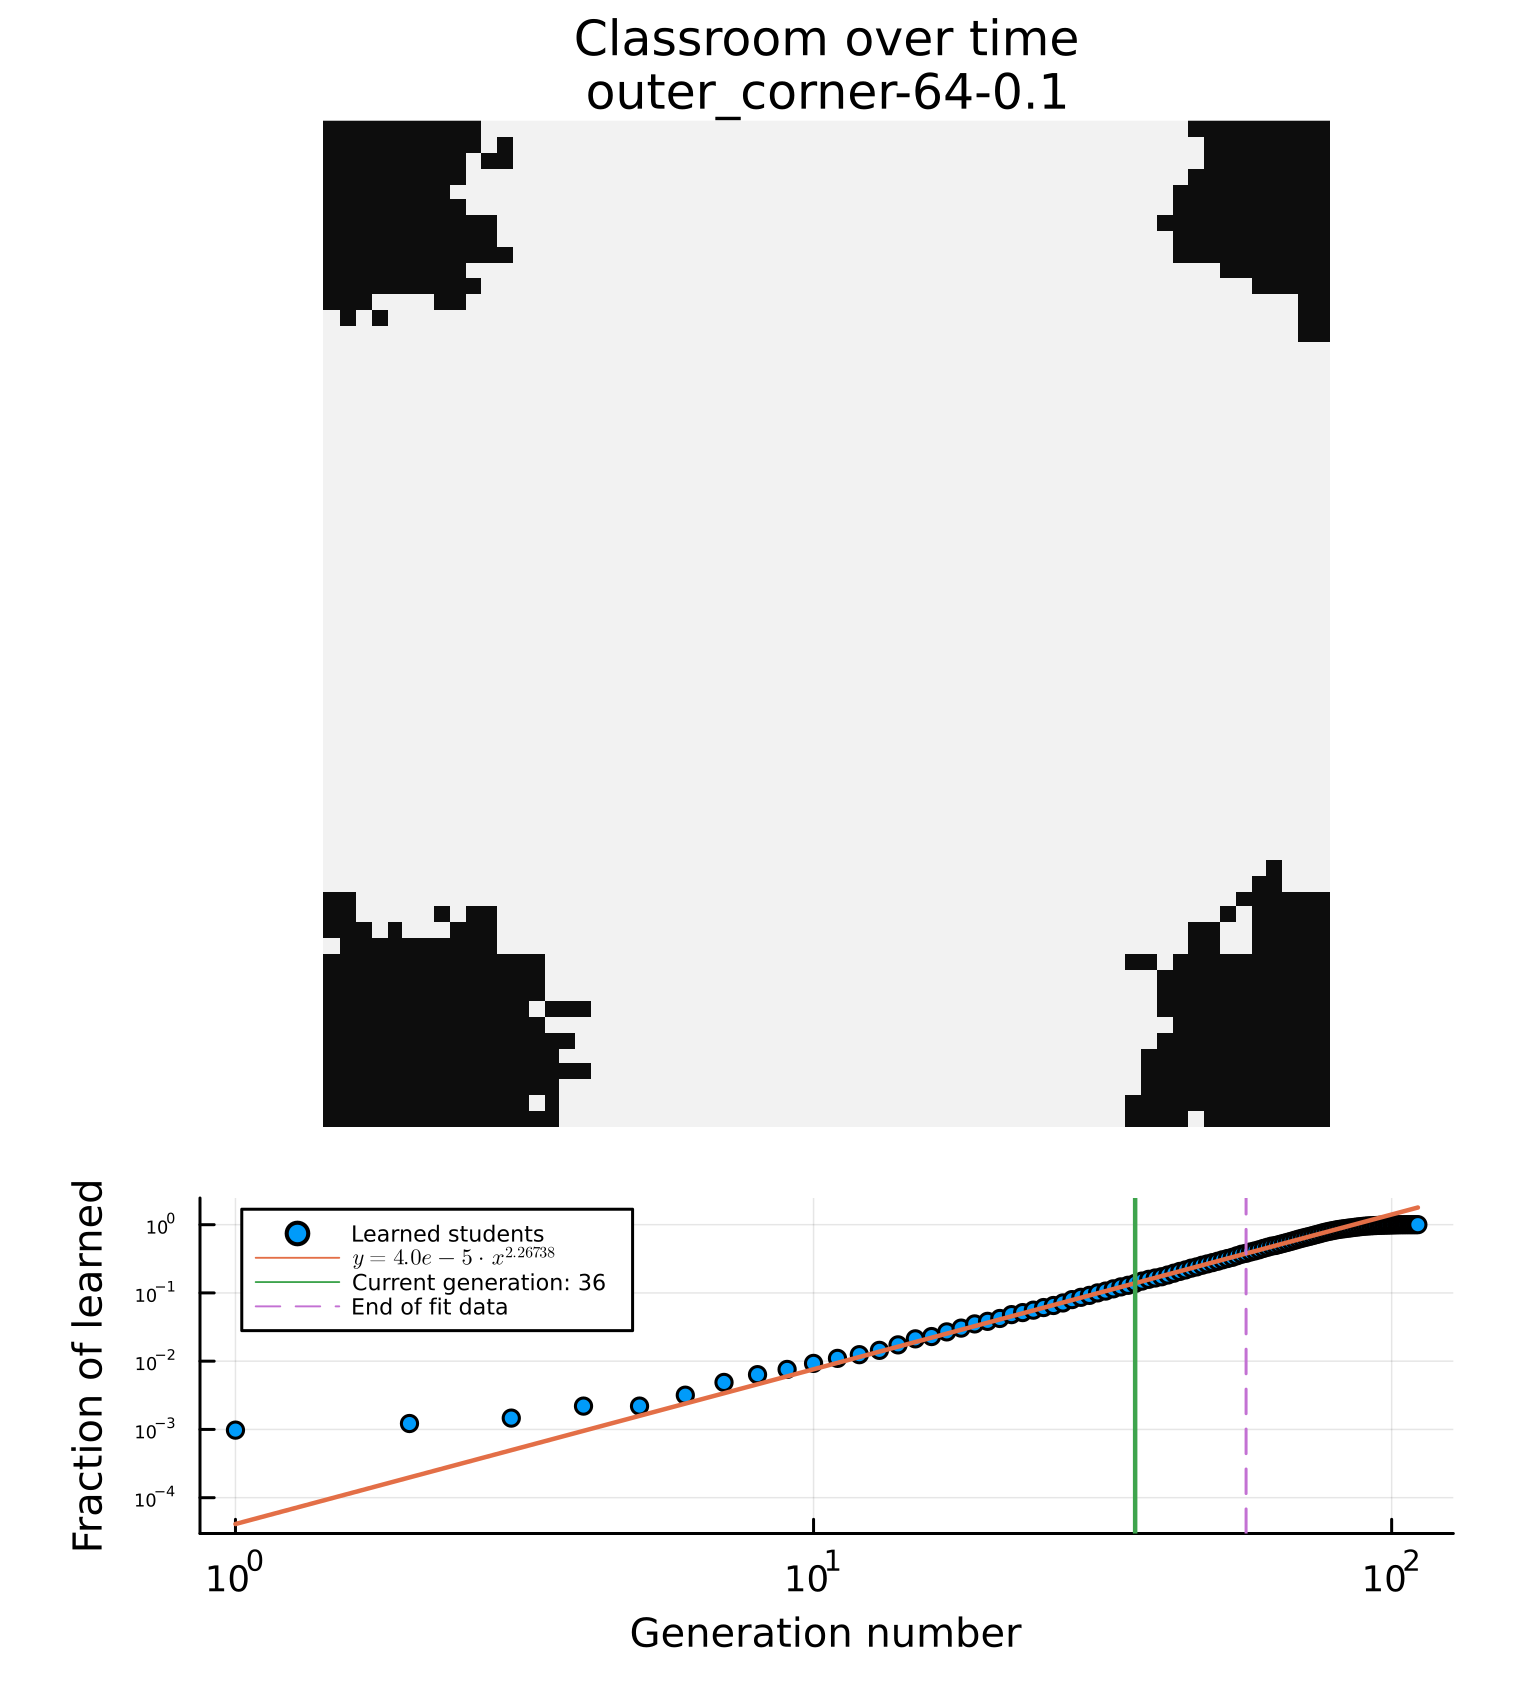 Classroom over time
outer_corner-64-0.1
Fraction of learned
10^0
10^-1
10^-2
10^-3
10^-4
Learned students
y = 4.0e − 5 · x^2.26738
Current generation: 36
End of fit data
10^0 10^1 10^2
Generation number